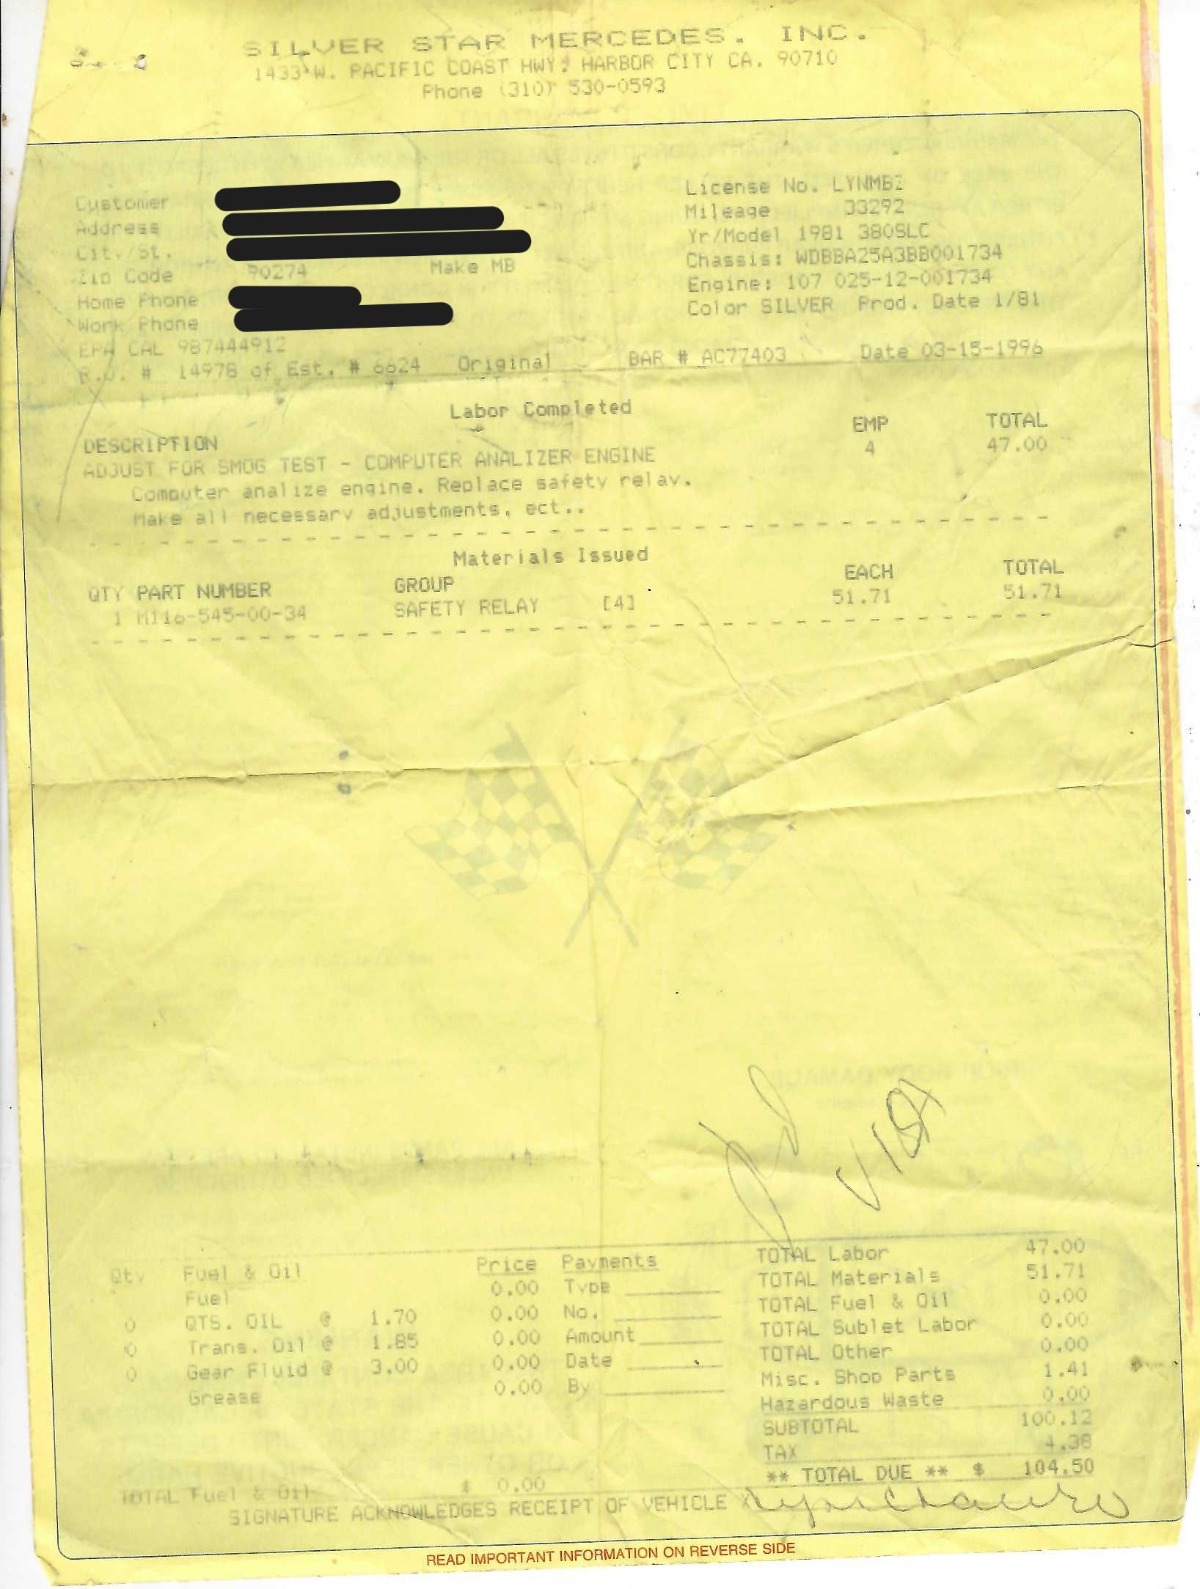 SILVER STAR MERCEDES. INC.
1433 W. PACIFIC COAST HWY; HARBOR CITY CA. 90710
Phone (310) 530-0593
Customer
Address
City/St.
Zip Code 90274 Make MB
Home Phone
Work Phone
EPA CAL 987444912
License No. LYNMBZ
Mileage 33292
Yr/Model 1981 380SLC
Chassis: WDBBA25A3BB001734
Engine: 107 025-12-001734
Color SILVER Prod. Date 1/81
R.O. # 14978 of Est. # 6624 Original BAR # AC77403 Date 03-15-1996
Labor Completed
DESCRIPTION EMP TOTAL
ADJUST FOR SMOG TEST - COMPUTER ANALIZER ENGINE 4 47.00
Computer analize engine. Replace safety relay.
Make all necessary adjustments, ect..
Materials Issued
QTY PART NUMBER GROUP EACH TOTAL
1 M116-545-00-34 SAFETY RELAY [4] 51.71 51.71
Pd
VISA
Qty Fuel & Oil Price
Fuel 0.00
0 QTS. OIL @ 1.70 0.00
0 Trans. Oil @ 1.85 0.00
0 Gear Fluid @ 3.00 0.00
Grease 0.00
TOTAL Fuel & Oil $ 0.00
Payments
Type
No.
Amount
Date
By
TOTAL Labor 47.00
TOTAL Materials 51.71
TOTAL Fuel & Oil 0.00
TOTAL Sublet Labor 0.00
TOTAL Other 0.00
Misc. Shop Parts 1.41
Hazardous Waste 0.00
SUBTOTAL 100.12
TAX 4.38
** TOTAL DUE ** $ 104.50
SIGNATURE ACKNOWLEDGES RECEIPT OF VEHICLE X
READ IMPORTANT INFORMATION ON REVERSE SIDE